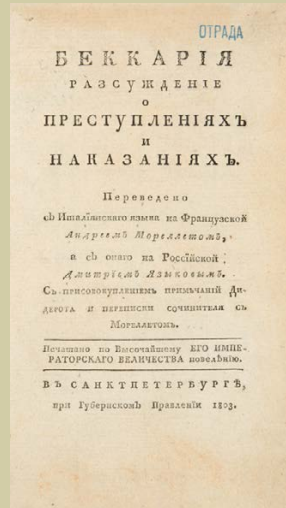 ОТРАДА
БЕККАРІЯ
РАЗСУЖДЕНІЕ
О
ПРЕСТУПЛЕНІЯХЪ
И
НАКАЗАНІЯХЪ.
Переведено
съ Италіянскаго языка на Французской
Андреемъ Мореллетомъ,
а съ онаго на Россійской
Дмитріемъ Языковымъ.
Съ присовокупленіемъ примѣчаній Ди-
дерота и переписки сочинителя съ
Мореллетомъ.
Печатано по Высочайшему ЕГО ИМПЕ-
РАТОРСКАГО ВЕЛИЧЕСТВА повелѣнію.
ВЪ САНКТПЕТЕРБУРГѢ,
при Губернскомъ Правленіи 1803.